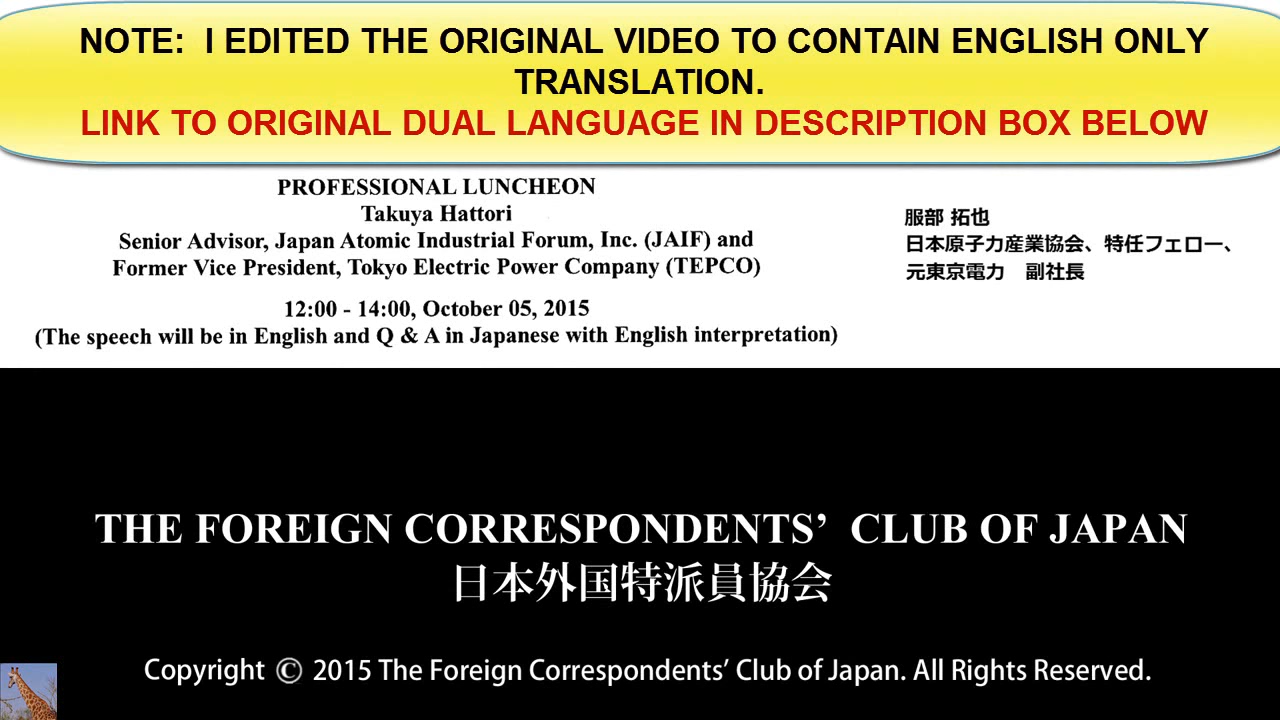 NOTE:  I EDITED THE ORIGINAL VIDEO TO CONTAIN ENGLISH ONLY
TRANSLATION.
LINK TO ORIGINAL DUAL LANGUAGE IN DESCRIPTION BOX BELOW
PROFESSIONAL LUNCHEON
Takuya Hattori
Senior Advisor, Japan Atomic Industrial Forum, Inc. (JAIF) and
Former Vice President, Tokyo Electric Power Company (TEPCO)
12:00 - 14:00, October 05, 2015
(The speech will be in English and Q & A in Japanese with English interpretation)
服部 拓也
日本原子力産業協会、特任フェロー、
元東京電力　副社長
THE FOREIGN CORRESPONDENTS’ CLUB OF JAPAN
日本外国特派員協会
Copyright © 2015 The Foreign Correspondents’ Club of Japan. All Rights Reserved.